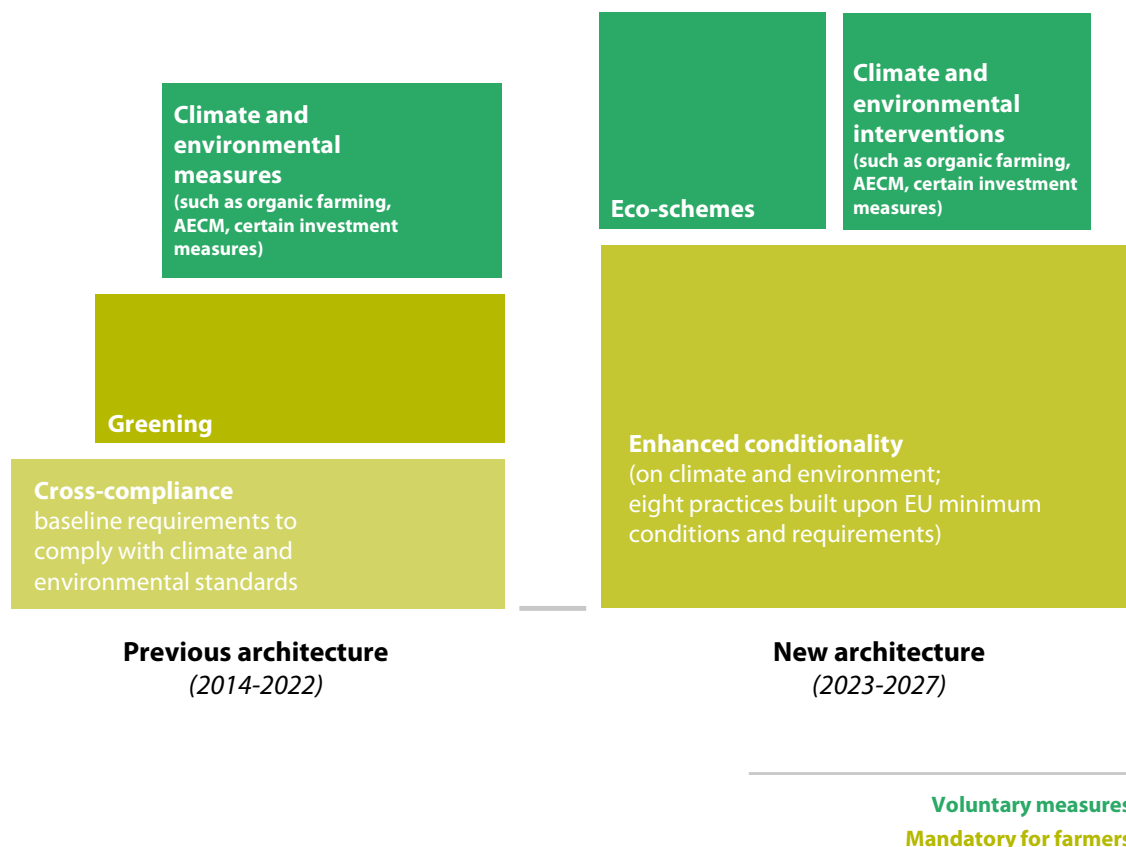 Climate and
environmental
measures
(such as organic farming,
AECM, certain investment
measures)
Greening
Cross-compliance
baseline requirements to
comply with climate and
environmental standards
Previous architecture
(2014-2022)
Eco-schemes
Climate and
environmental
interventions
(such as organic farming,
AECM, certain investment
measures)
Enhanced conditionality
(on climate and environment;
eight practices built upon EU minimum
conditions and requirements)
New architecture
(2023-2027)
Voluntary measures
Mandatory for farmers